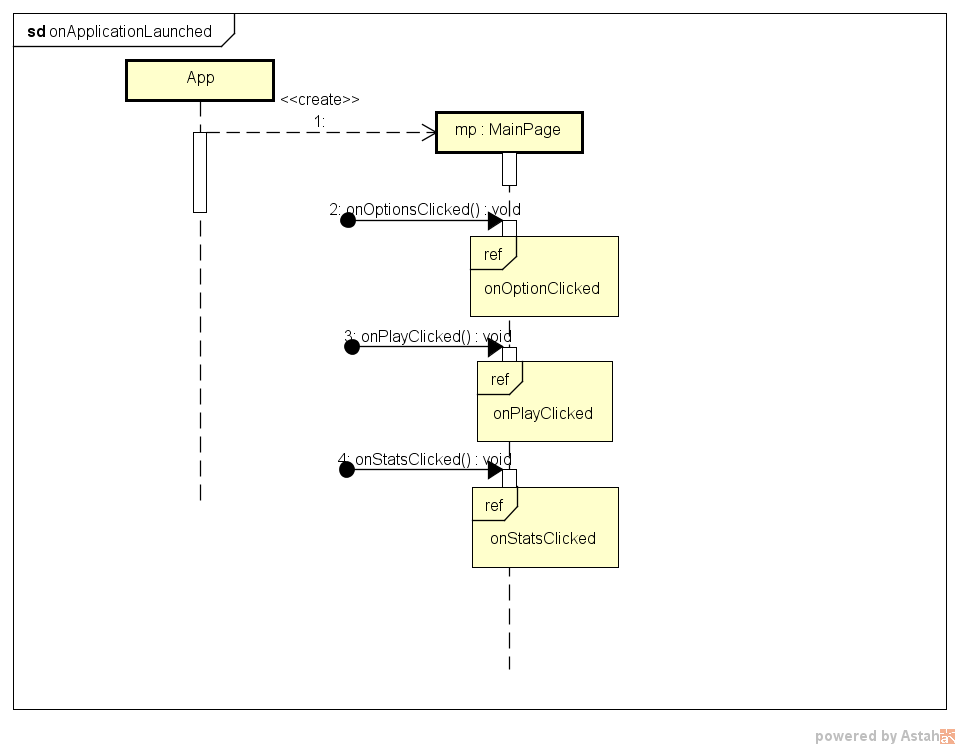 sd onApplicationLaunched
App
<<create>>
1:
mp : MainPage
2: onOptionsClicked() : void
ref
onOptionClicked
3: onPlayClicked() : void
ref
onPlayClicked
4: onStatsClicked() : void
ref
onStatsClicked
powered by Astah